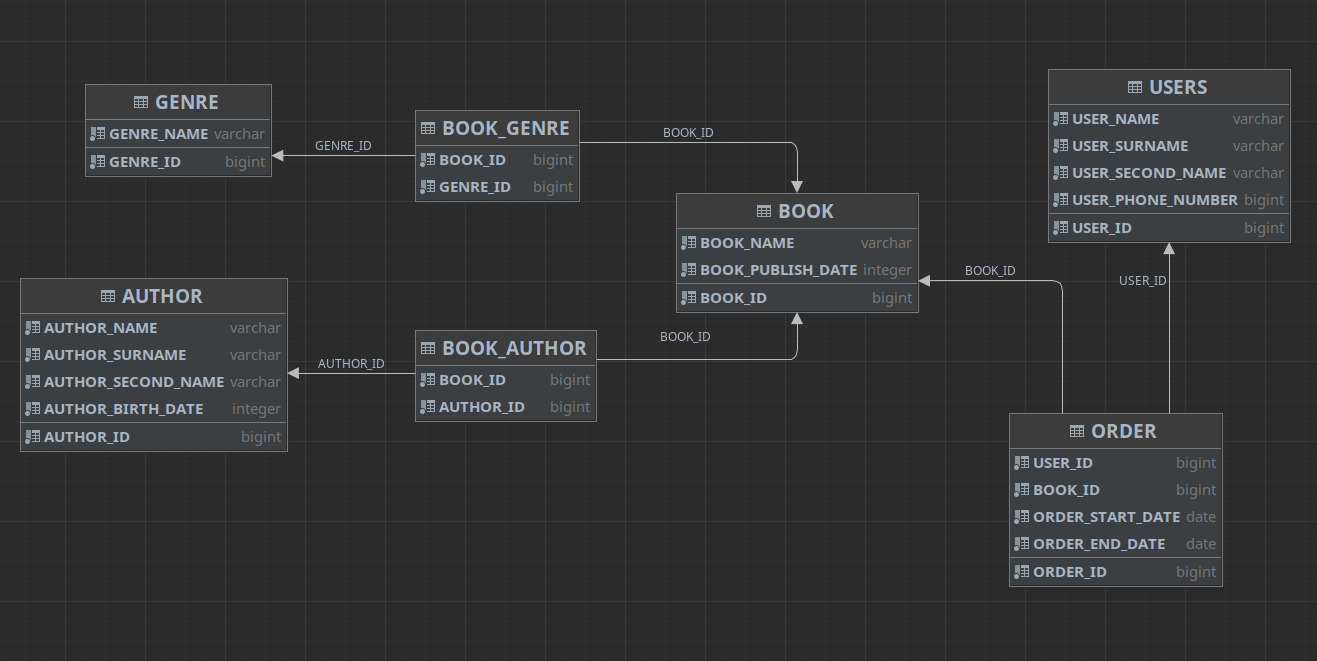 GENRE
GENRE_NAME varchar
GENRE_ID bigint
GENRE_ID
BOOK_GENRE
BOOK_ID bigint
GENRE_ID bigint
BOOK_ID
BOOK
BOOK_NAME varchar
BOOK_PUBLISH_DATE integer
BOOK_ID bigint
USERS
USER_NAME varchar
USER_SURNAME varchar
USER_SECOND_NAME varchar
USER_PHONE_NUMBER bigint
USER_ID bigint
BOOK_ID
USER_ID
AUTHOR
AUTHOR_NAME varchar
AUTHOR_SURNAME varchar
AUTHOR_SECOND_NAME varchar
AUTHOR_BIRTH_DATE integer
AUTHOR_ID bigint
AUTHOR_ID
BOOK_AUTHOR
BOOK_ID bigint
AUTHOR_ID bigint
BOOK_ID
ORDER
USER_ID bigint
BOOK_ID bigint
ORDER_START_DATE date
ORDER_END_DATE date
ORDER_ID bigint